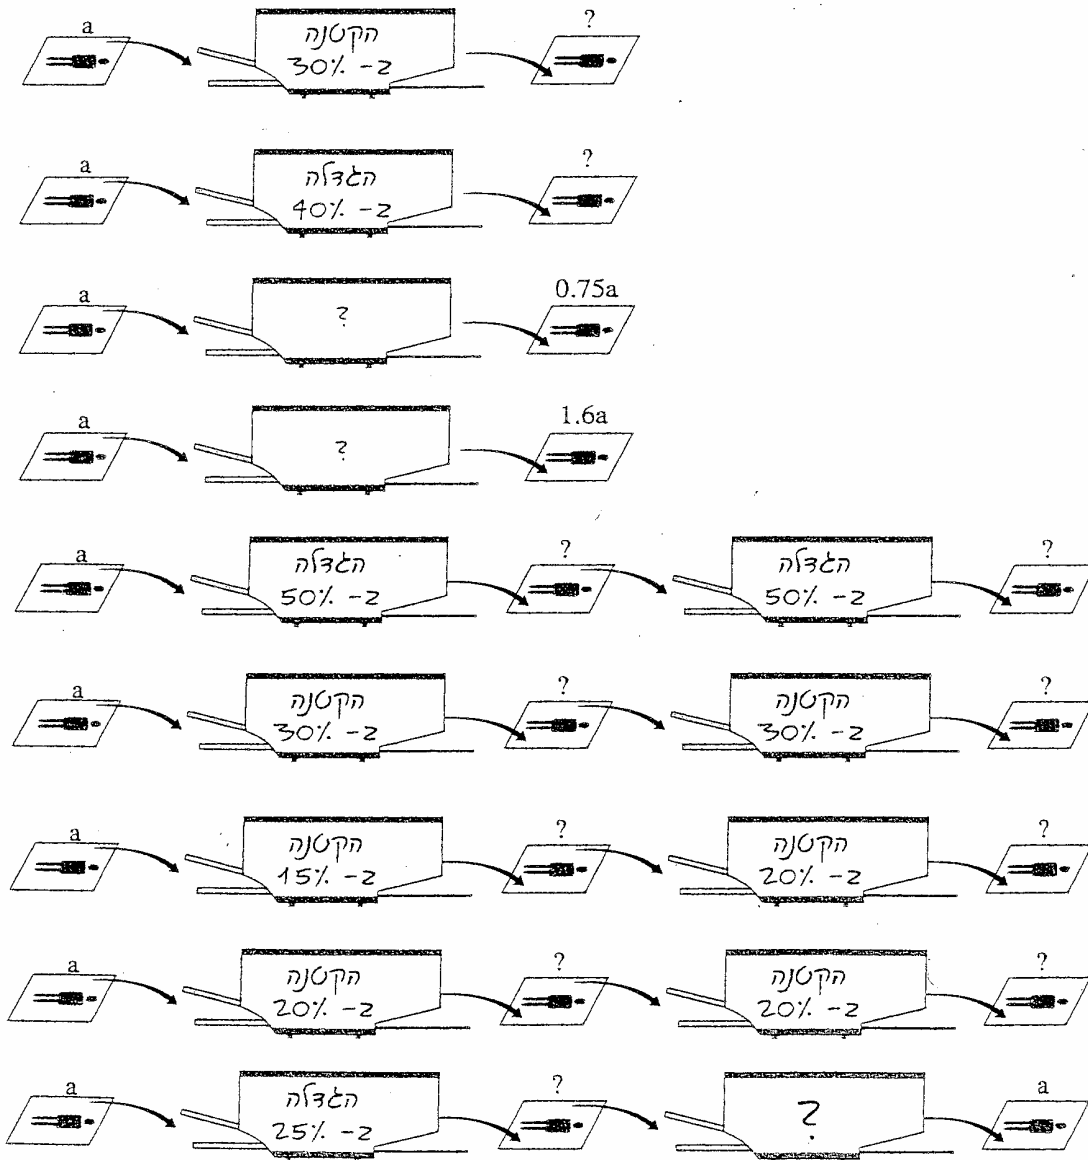 a ?
הקטנה
ב- 30%
a ?
הגדלה
ב- 40%
a 0.75a
?
a 1.6a
?
a ? ?
הגדלה הגדלה
ב- 50% ב- 50%
a ? ?
הקטנה הקטנה
ב- 30% ב- 30%
a ? ?
הקטנה הקטנה
ב- 15% ב- 20%
a ? ?
הקטנה הקטנה
ב- 20% ב- 20%
a ? a
הגדלה ?
ב- 25%